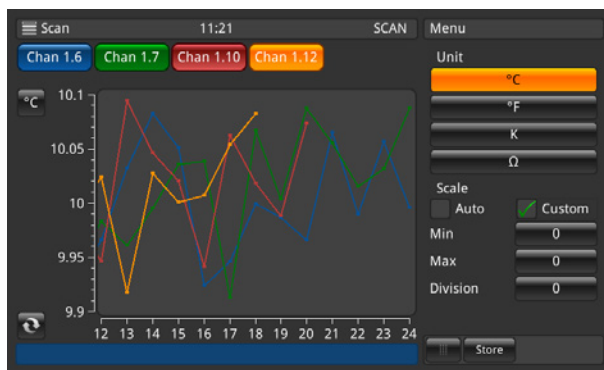 Scan 11:21 SCAN Menu
Chan 1.6 Chan 1.7 Chan 1.10 Chan 1.12
Unit
°C
°F
K
Ω
°C
10.1
10.05
10
9.95
9.9
12 13 14 15 16 17 18 19 20 21 22 23 24
Scale
Auto Custom
Min 0
Max 0
Division 0
Store